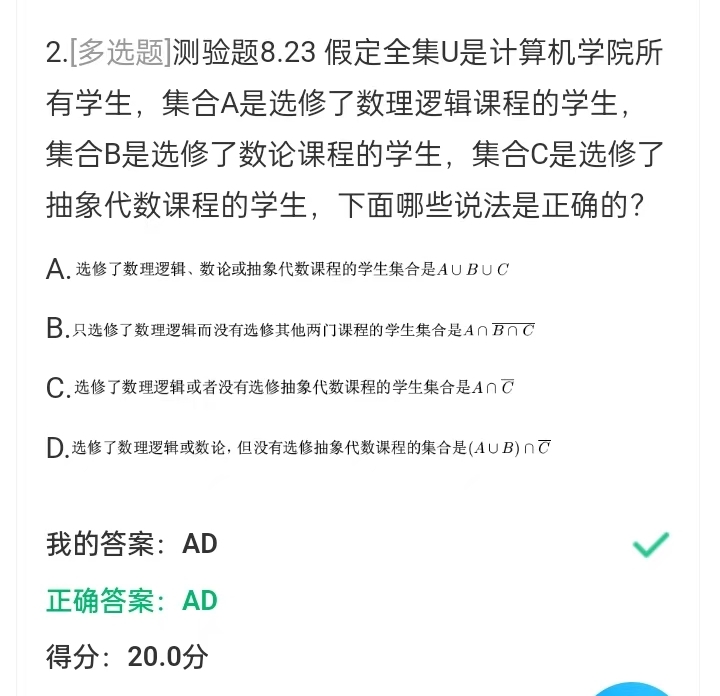 2.[多选题]测验题8.23 假定全集U是计算机学院所
有学生，集合A是选修了数理逻辑课程的学生，
集合B是选修了数论课程的学生，集合C是选修了
抽象代数课程的学生，下面哪些说法是正确的？
A. 选修了数理逻辑、数论或抽象代数课程的学生集合是A∪B∪C
B. 只选修了数理逻辑而没有选修其他两门课程的学生集合是A∩\overline{B∩C}
C. 选修了数理逻辑或者没有选修抽象代数课程的学生集合是A∩\overline{C}
D. 选修了数理逻辑或数论，但没有选修抽象代数课程的集合是(A∪B)∩\overline{C}
我的答案：AD
正确答案：AD
得分：20.0分